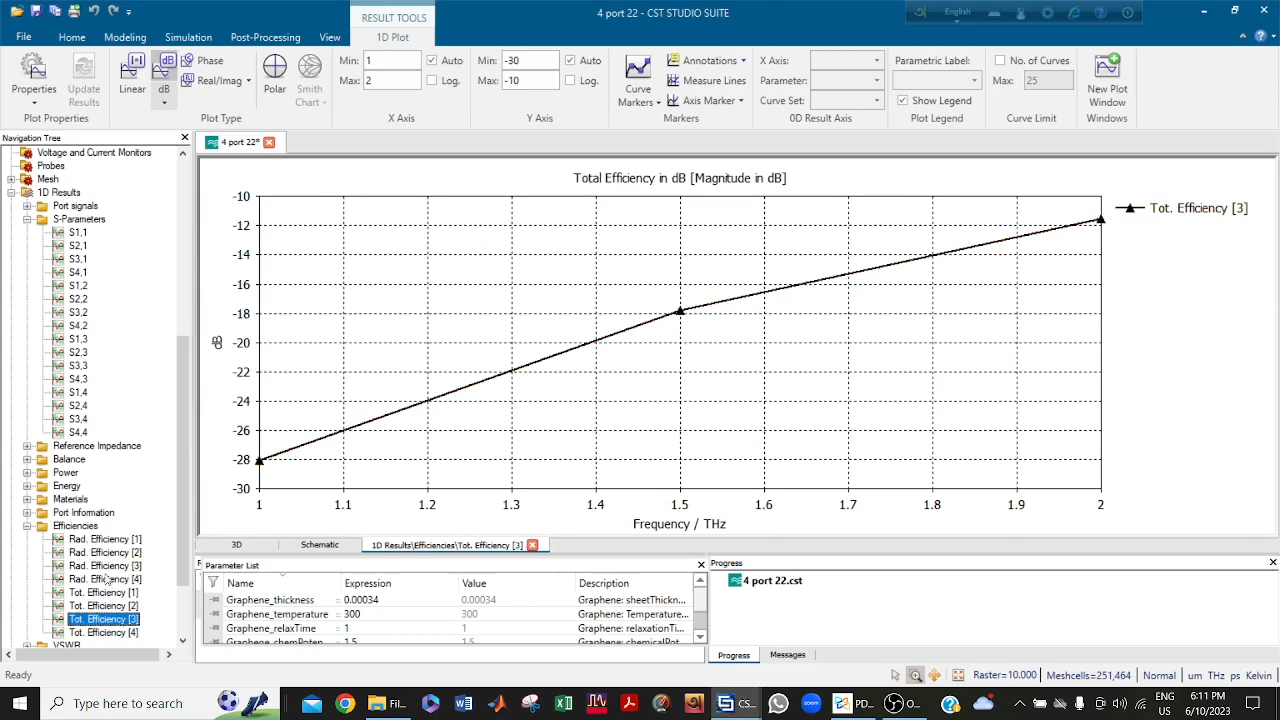 4 port 22 - CST STUDIO SUITE
English
RESULT TOOLS
File
Home
Modeling
Simulation
Post-Processing
View
1D Plot
Properties
Update
Results
Plot Properties
Linear
dB
Phase
Real/Imag
Plot Type
Polar
Smith
Chart
Min: 1
Auto
Max: 2
Log.
X Axis
Min: -30
Auto
Max: -10
Log.
Y Axis
Curve
Markers
Annotations
Measure Lines
Axis Marker
Markers
X Axis:
Parameter:
Curve Set:
0D Result Axis
Parametric Label:
Show Legend
Plot Legend
No. of Curves
Max: 25
Curve Limit
New Plot
Window
Windows
Navigation Tree
Voltage and Current Monitors
Probes
Mesh
1D Results
Port signals
S-Parameters
S1,1
S2,1
S3,1
S4,1
S1,2
S2,2
S3,2
S4,2
S1,3
S2,3
S3,3
S4,3
S1,4
S2,4
S3,4
S4,4
Reference Impedance
Balance
Power
Energy
Materials
Port Information
Efficiencies
Rad. Efficiency [1]
Rad. Efficiency [2]
Rad. Efficiency [3]
Rad. Efficiency [4]
Tot. Efficiency [1]
Tot. Efficiency [2]
Tot. Efficiency [3]
Tot. Efficiency [4]
VSWR
4 port 22*
Total Efficiency in dB [Magnitude in dB]
Tot. Efficiency [3]
-10
-12
-14
-16
-18
-20
-22
-24
-26
-28
-30
dB
1 1.1 1.2 1.3 1.4 1.5 1.6 1.7 1.8 1.9 2
Frequency / THz
3D
Schematic
1D Results\Efficiencies\Tot. Efficiency [3]
Parameter List
Name Expression Value Description
Graphene_thickness = 0.00034 0.00034 Graphene: sheetThickn...
Graphene_temperature = 300 300 Graphene: Temperature...
Graphene_relaxTime = 1 1 Graphene: relaxationTi...
Graphene_chemPoten = 1.5 1.5 Graphene: chemicalPot
Progress
4 port 22.cst
Progress
Messages
Ready
Raster=10.000 Meshcells=251,464 Normal um THz ps Kelvin
Type here to search
Fil...
CS...
PD...
O...
ENG
US
6:11 PM
6/10/2023